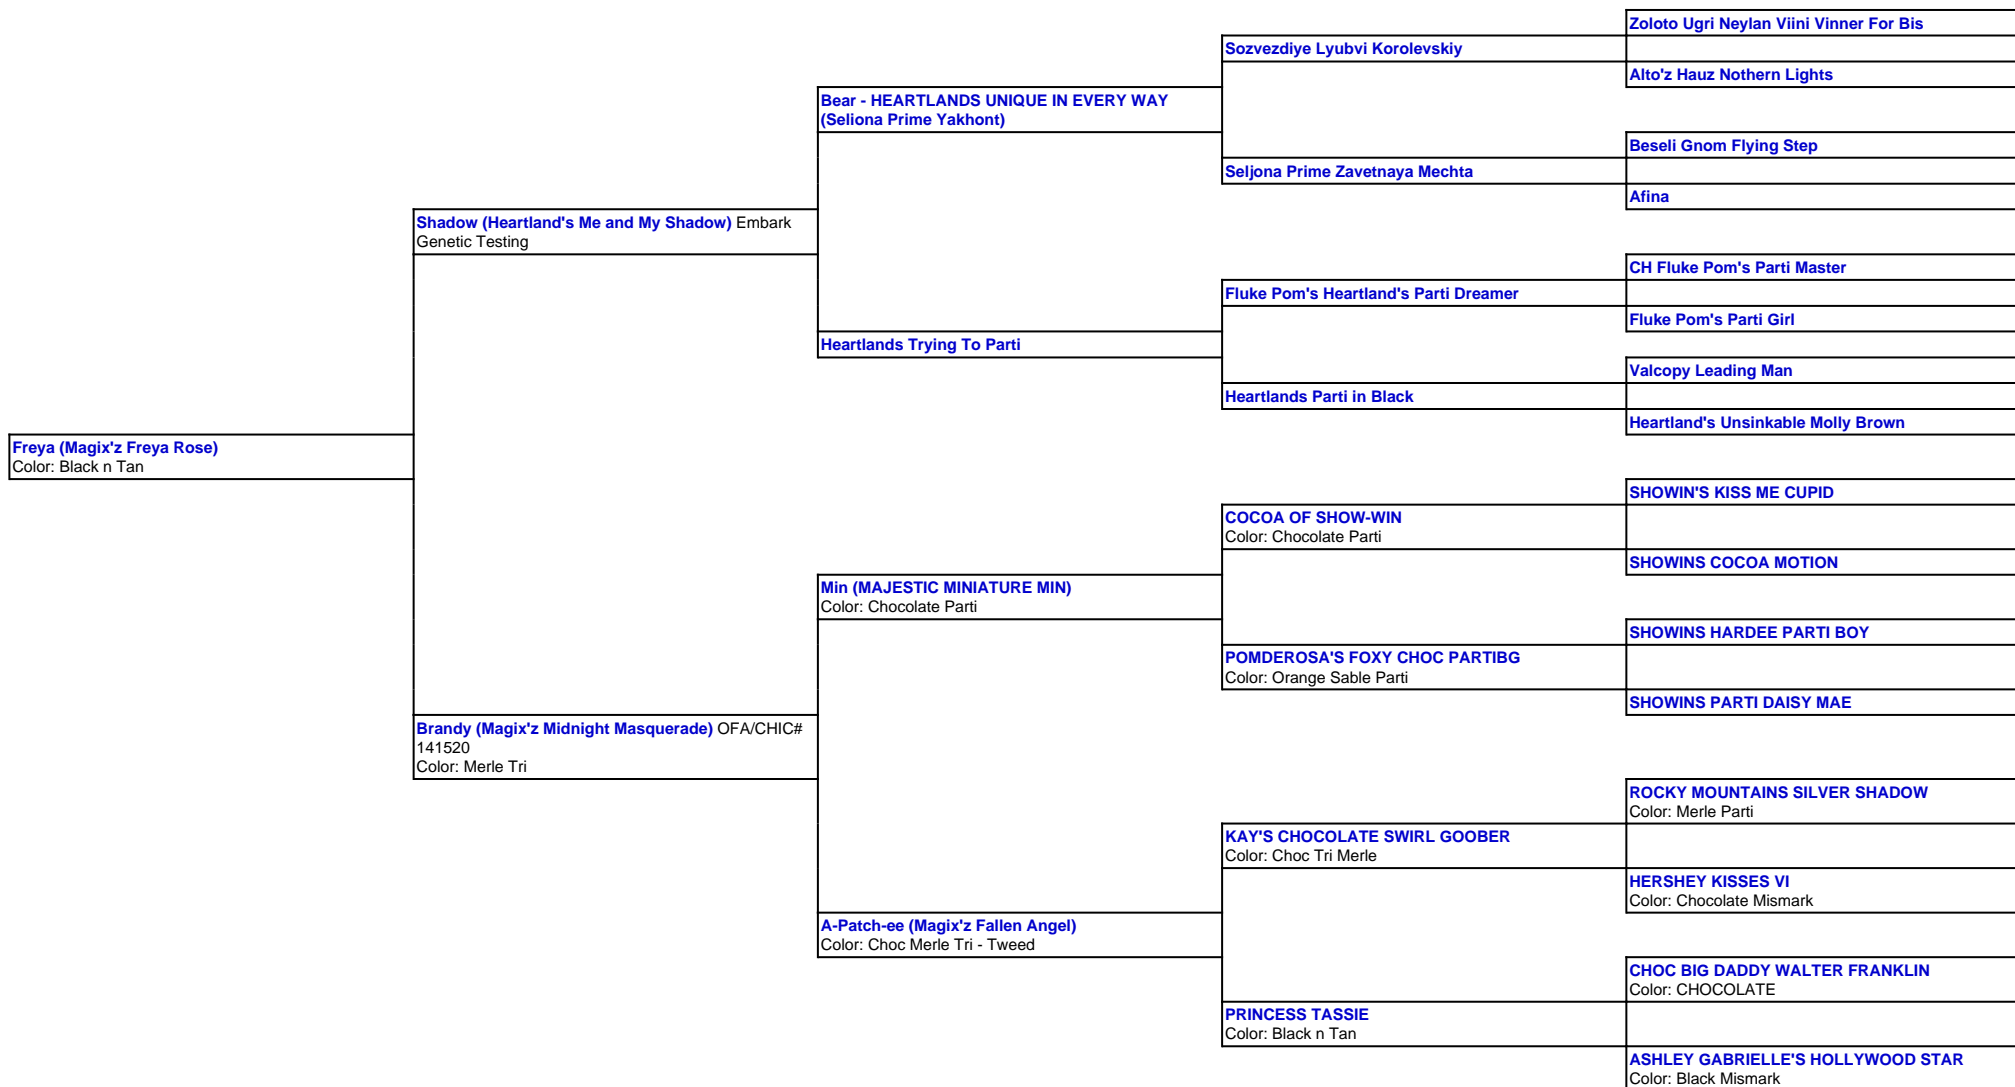 Zoloto Ugri Neylan Viini Vinner For Bis
Sozvezdiye Lyubvi Korolevskiy
Alto'z Hauz Nothern Lights
Bear - HEARTLANDS UNIQUE IN EVERY WAY
(Seliona Prime Yakhont)
Beseli Gnom Flying Step
Seljona Prime Zavetnaya Mechta
Afina
Shadow (Heartland's Me and My Shadow) Embark
Genetic Testing
CH Fluke Pom's Parti Master
Fluke Pom's Heartland's Parti Dreamer
Fluke Pom's Parti Girl
Heartlands Trying To Parti
Valcopy Leading Man
Heartlands Parti in Black
Heartland's Unsinkable Molly Brown
Freya (Magix'z Freya Rose)
Color: Black n Tan
SHOWIN'S KISS ME CUPID
COCOA OF SHOW-WIN
Color: Chocolate Parti
SHOWINS COCOA MOTION
Min (MAJESTIC MINIATURE MIN)
Color: Chocolate Parti
SHOWINS HARDEE PARTI BOY
POMDEROSA'S FOXY CHOC PARTIBG
Color: Orange Sable Parti
SHOWINS PARTI DAISY MAE
Brandy (Magix'z Midnight Masquerade) OFA/CHIC#
141520
Color: Merle Tri
ROCKY MOUNTAINS SILVER SHADOW
Color: Merle Parti
KAY'S CHOCOLATE SWIRL GOOBER
Color: Choc Tri Merle
HERSHEY KISSES VI
Color: Chocolate Mismark
A-Patch-ee (Magix'z Fallen Angel)
Color: Choc Merle Tri - Tweed
CHOC BIG DADDY WALTER FRANKLIN
Color: CHOCOLATE
PRINCESS TASSIE
Color: Black n Tan
ASHLEY GABRIELLE'S HOLLYWOOD STAR
Color: Black Mismark